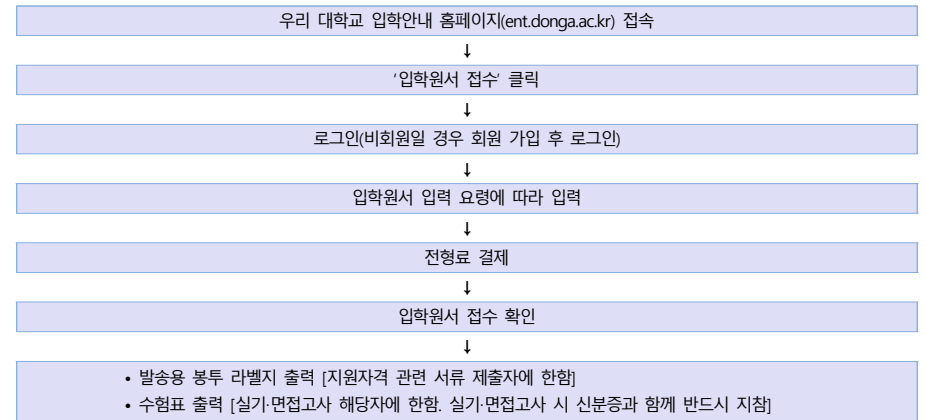 우리 대학교 입학안내 홈페이지(ent.donga.ac.kr) 접속
↓
‘입학원서 접수’ 클릭
↓
로그인(비회원일 경우 회원 가입 후 로그인)
↓
입학원서 입력 요령에 따라 입력
↓
전형료 결제
↓
입학원서 접수 확인
↓
• 발송용 봉투 라벨지 출력 [지원자격 관련 서류 제출자에 한함]
• 수험표 출력 [실기·면접고사 해당자에 한함. 실기·면접고사 시 신분증과 함께 반드시 지참]